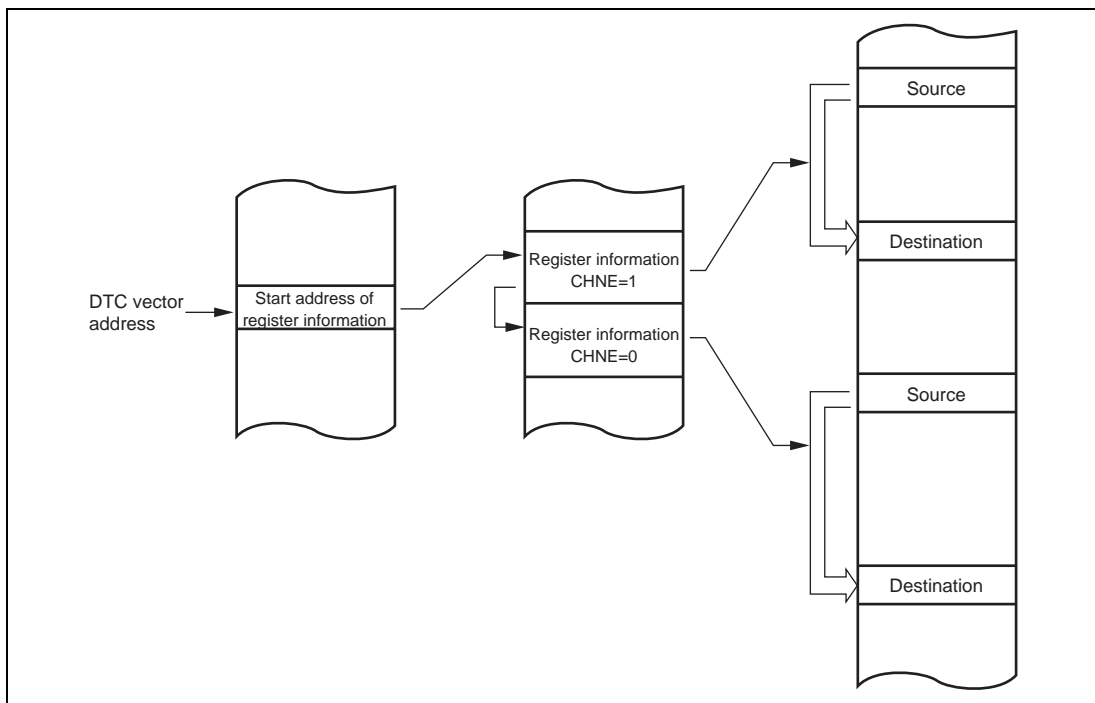 DTC vector
address
Start address of
register information
Register information
CHNE=1
Register information
CHNE=0
Source
Destination
Source
Destination